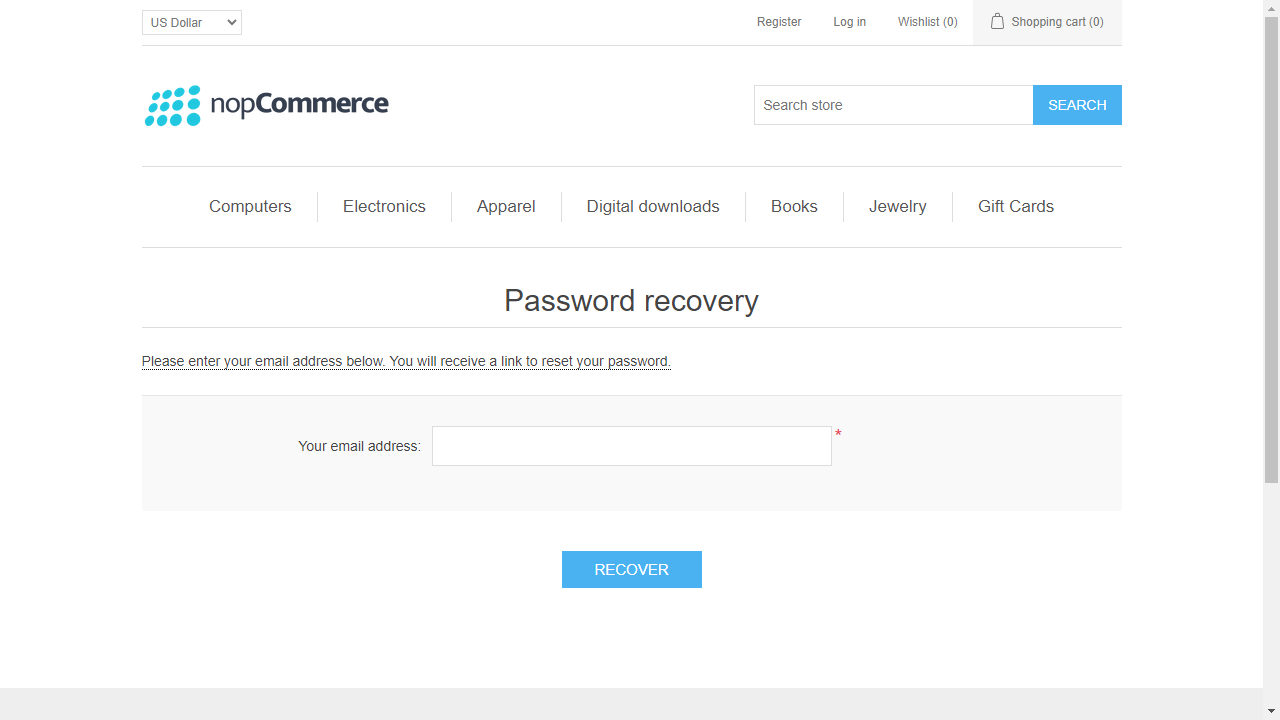 US Dollar
Register
Log in
Wishlist (0)
Shopping cart (0)
nopCommerce
Search store
SEARCH
Computers
Electronics
Apparel
Digital downloads
Books
Jewelry
Gift Cards
Password recovery
Please enter your email address below. You will receive a link to reset your password.
Your email address:
*
RECOVER